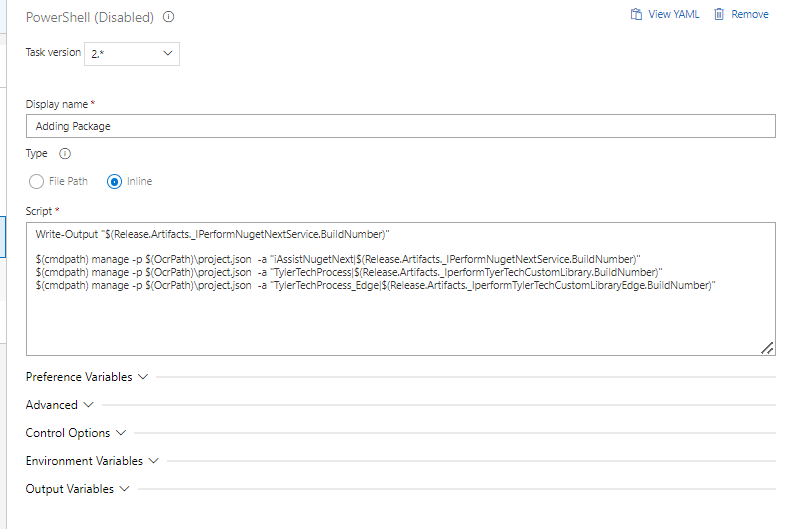 PowerShell (Disabled)
View YAML
Remove
Task version
2.*
Display name *
Adding Package
Type
File Path
Inline
Script *
Write-Output "$(Release.Artifacts._IPerformNugetNextService.BuildNumber)"
$(cmdpath) manage -p $(OcrPath)\project.json -a "iAssistNugetNext|$(Release.Artifacts._IPerformNugetNextService.BuildNumber)"
$(cmdpath) manage -p $(OcrPath)\project.json -a "TylerTechProcess|$(Release.Artifacts._IperformTyerTechCustomLibrary.BuildNumber)"
$(cmdpath) manage -p $(OcrPath)\project.json -a "TylerTechProcess_Edge|$(Release.Artifacts._IperformTylerTechCustomLibraryEdge.BuildNumber)"
Preference Variables
Advanced
Control Options
Environment Variables
Output Variables